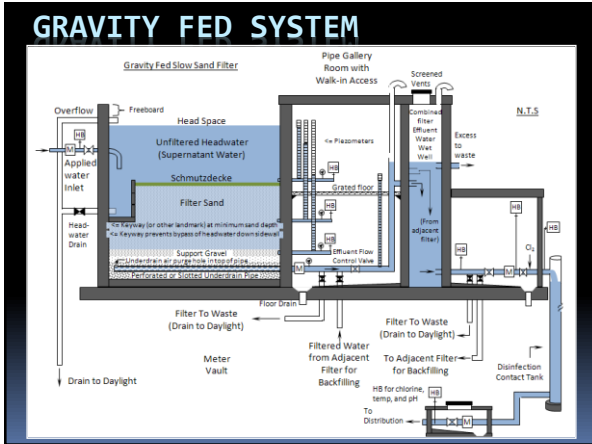 GRAVITY FED SYSTEM
Gravity Fed Slow Sand Filter
Pipe Gallery
Room with
Walk-in Access
Screened
Vents
N.T.S
Overflow
Freeboard
Head Space
HB
M
Applied
water
Inlet
Unfiltered Headwater
(Supernatant Water)
<= Piezometers
Combined
filter
Effluent
Water
Wet
Well
Excess
to
waste
Schmutzdecke
HB
Grated floor
Filter Sand
HB
Head-
water
Drain
<= Keyway (or other landmark) at minimum sand depth
<= Keyway prevents bypass of headwater down sidewall
(From
adjacent
filter)
HB
HB
HB
HB
Cl₂
Support Gravel
Underdrain air purge hole in top of pipe
Perforated or Slotted Underdrain Pipe
HB
Effluent Flow
Control Valve
M
M
Floor Drain
Filter To Waste
(Drain to Daylight)
Filtered Water
from Adjacent
Filter for
Backfilling
Filter To Waste
(Drain to Daylight)
To Adjacent Filter
for Backfilling
Meter
Vault
Disinfection
Contact Tank
Drain to Daylight
HB for chlorine,
temp, and pH
HB
To
Distribution
M